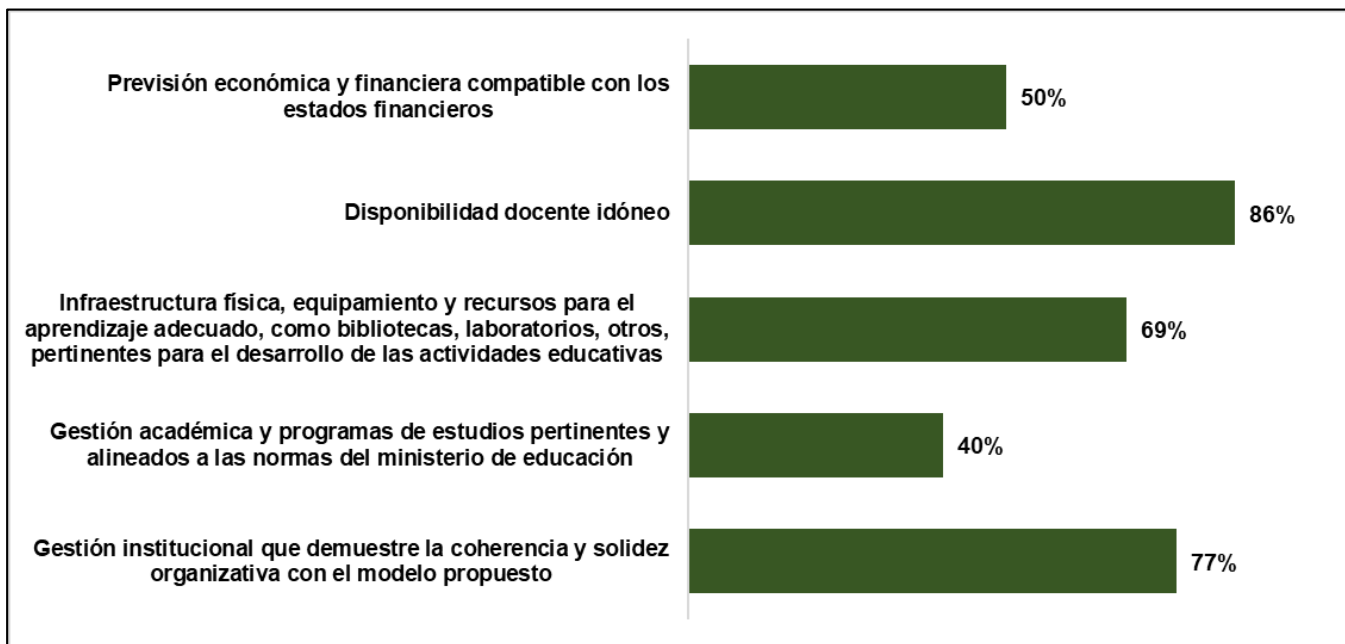 Previsión económica y financiera compatible con los
estados financieros
50%
Disponibilidad docente idóneo
86%
Infraestructura física, equipamiento y recursos para el
aprendizaje adecuado, como bibliotecas, laboratorios, otros,
pertinentes para el desarrollo de las actividades educativas
69%
Gestión académica y programas de estudios pertinentes y
alineados a las normas del ministerio de educación
40%
Gestión institucional que demuestre la coherencia y solidez
organizativa con el modelo propuesto
77%